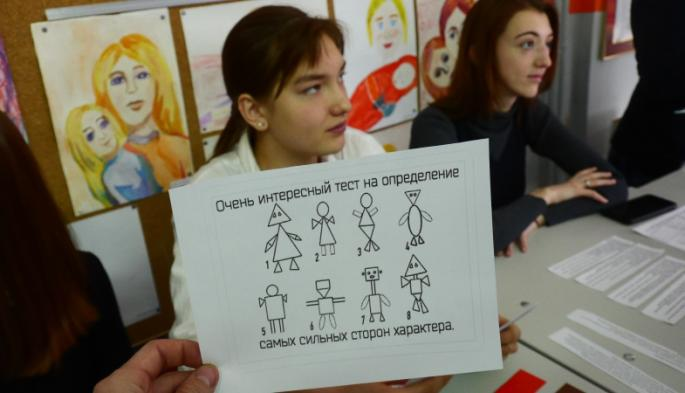 Очень интересный тест на определение
1 2 3 4
5 6 7 8
самых сильных сторон характера.